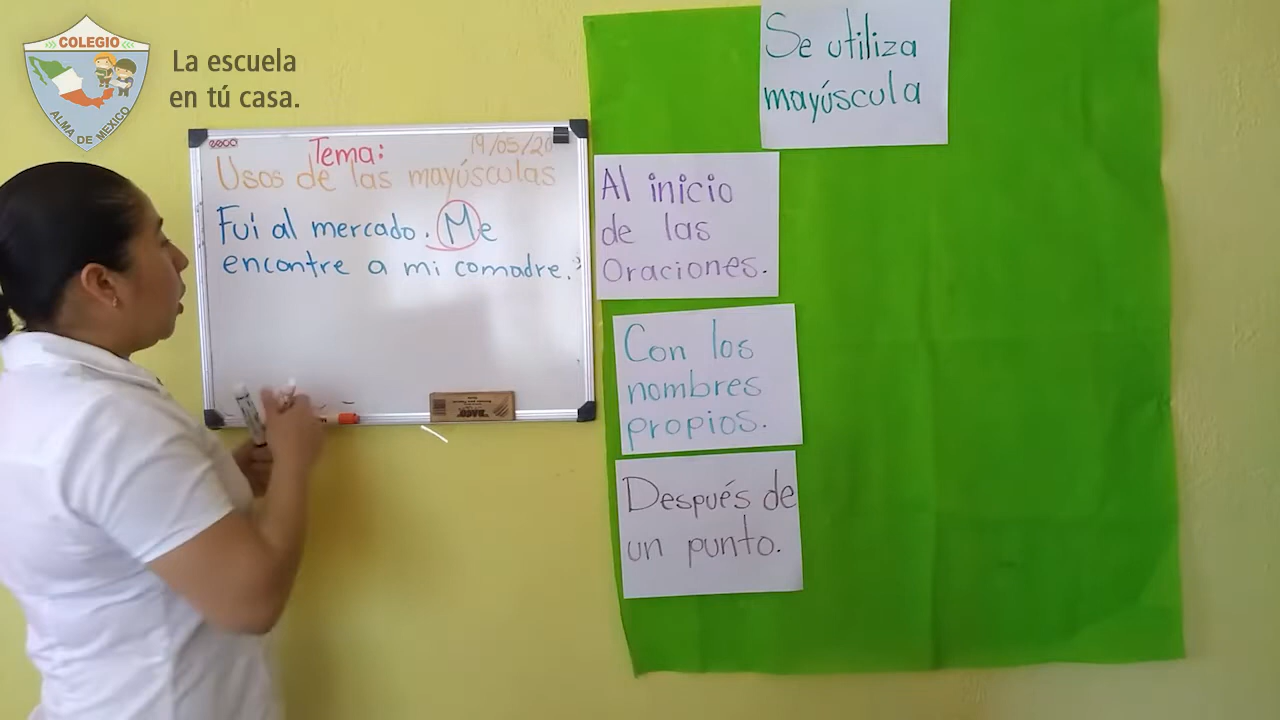 COLEGIO
ALMA DE MEXICO
La escuela
en tú casa.
Tema:
19/05/20
Usos de las mayúsculas
Fui al mercado. Me
encontre a mi comadre.
Se utiliza
mayúscula
Al inicio
de las
Oraciones.
Con los
nombres
propios.
Después de
un punto.